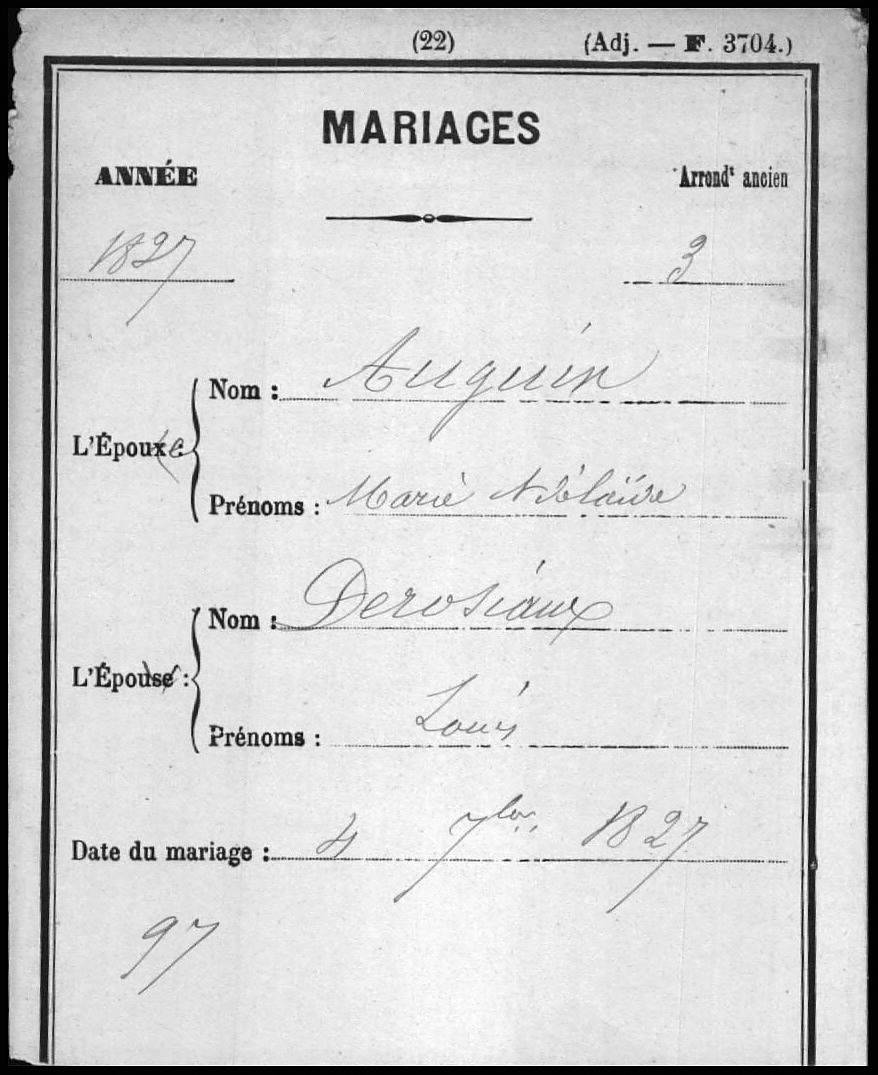 (22) (Adj. — F. 3704.)
MARIAGES
ANNÉE Arrondt ancien
1827 3
Nom : Auguin
L'Épouxe :
Prénoms : Marie Adélaïde
Nom : Derosiaux
L'Épouse :
Prénoms : Louis
Date du mariage : 4 7bre 1827
97